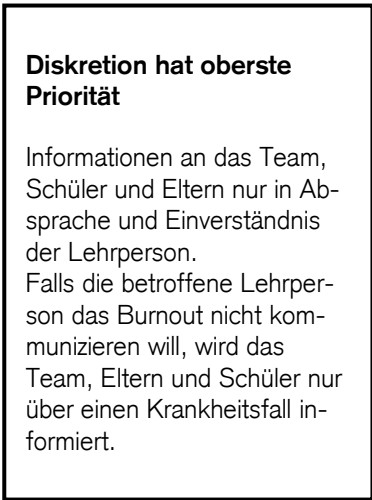 Diskretion hat oberste
Priorität
Informationen an das Team,
Schüler und Eltern nur in Ab-
sprache und Einverständnis
der Lehrperson.
Falls die betroffene Lehrper-
son das Burnout nicht kom-
munizieren will, wird das
Team, Eltern und Schüler nur
über einen Krankheitsfall in-
formiert.